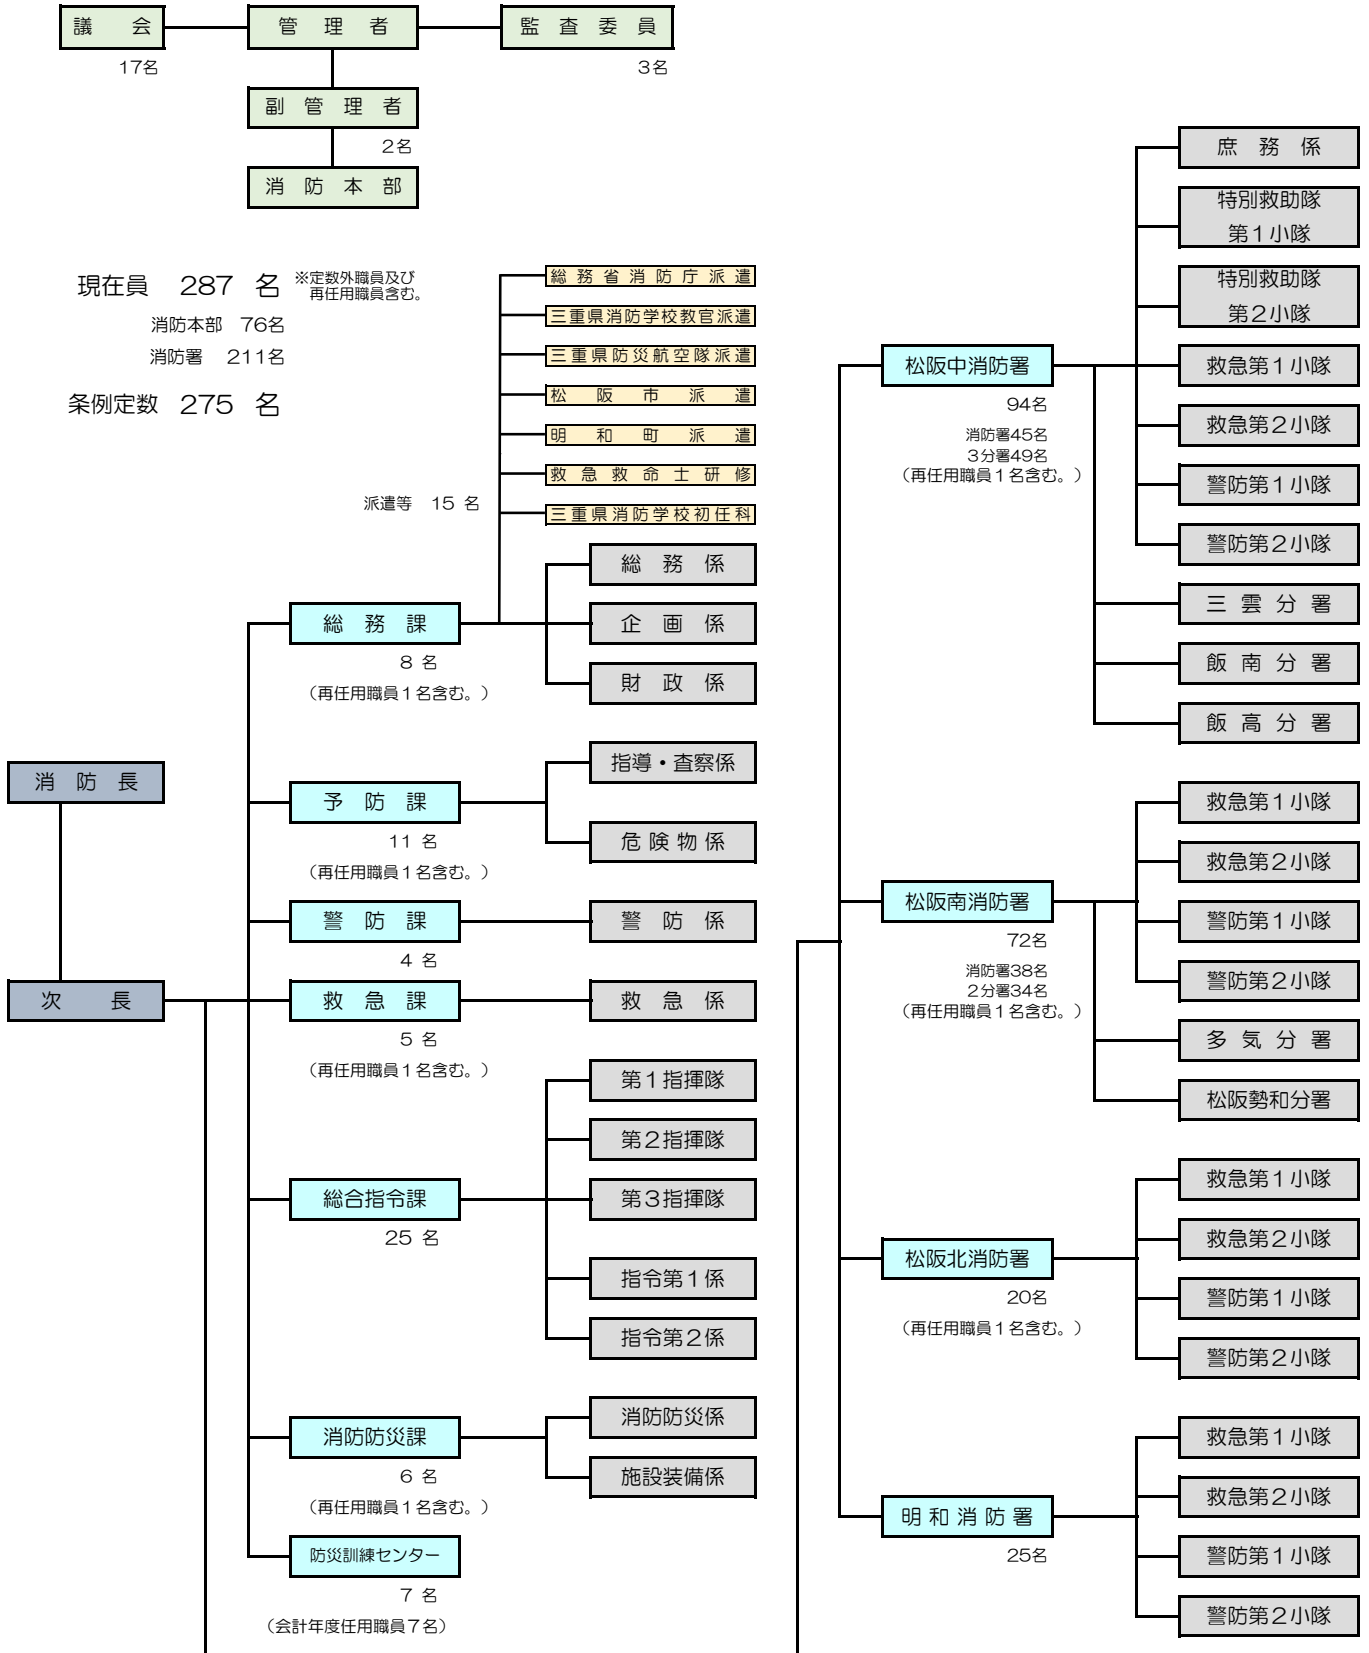 議　会
管　理　者
監　査　委　員
17名
3名
副　管　理　者
2名
消　防　本　部
現在員　287　名
※定数外職員及び
再任用職員含む。
消防本部　76名
消防署　211名
条例定数　275　名
総務省消防庁派遣
三重県消防学校教官派遣
三重県防災航空隊派遣
松　阪　市　派　遣
明　和　町　派　遣
救急救命士研修
三重県消防学校初任科
派遣等　15 名
消　防　長
次　長
総　務　課
8 名
（再任用職員１名含む。）
総　務　係
企　画　係
財　政　係
予　防　課
11 名
（再任用職員１名含む。）
指導・査察係
危険物係
警　防　課
4 名
警　防　係
救　急　課
5 名
（再任用職員１名含む。）
救　急　係
総合指令課
25 名
第１指揮隊
第２指揮隊
第３指揮隊
指令第１係
指令第２係
消防防災課
6 名
（再任用職員１名含む。）
消防防災係
施設装備係
防災訓練センター
7 名
（会計年度任用職員７名）
松阪中消防署
94名
消防署45名
３分署49名
（再任用職員１名含む。）
庶　務　係
特別救助隊
第１小隊
特別救助隊
第２小隊
救急第１小隊
救急第２小隊
警防第１小隊
警防第２小隊
三　雲　分　署
飯　南　分　署
飯　高　分　署
松阪南消防署
72名
消防署38名
２分署34名
（再任用職員１名含む。）
救急第１小隊
救急第２小隊
警防第１小隊
警防第２小隊
多　気　分　署
松阪勢和分署
松阪北消防署
20名
（再任用職員１名含む。）
救急第１小隊
救急第２小隊
警防第１小隊
警防第２小隊
明和消防署
25名
救急第１小隊
救急第２小隊
警防第１小隊
警防第２小隊